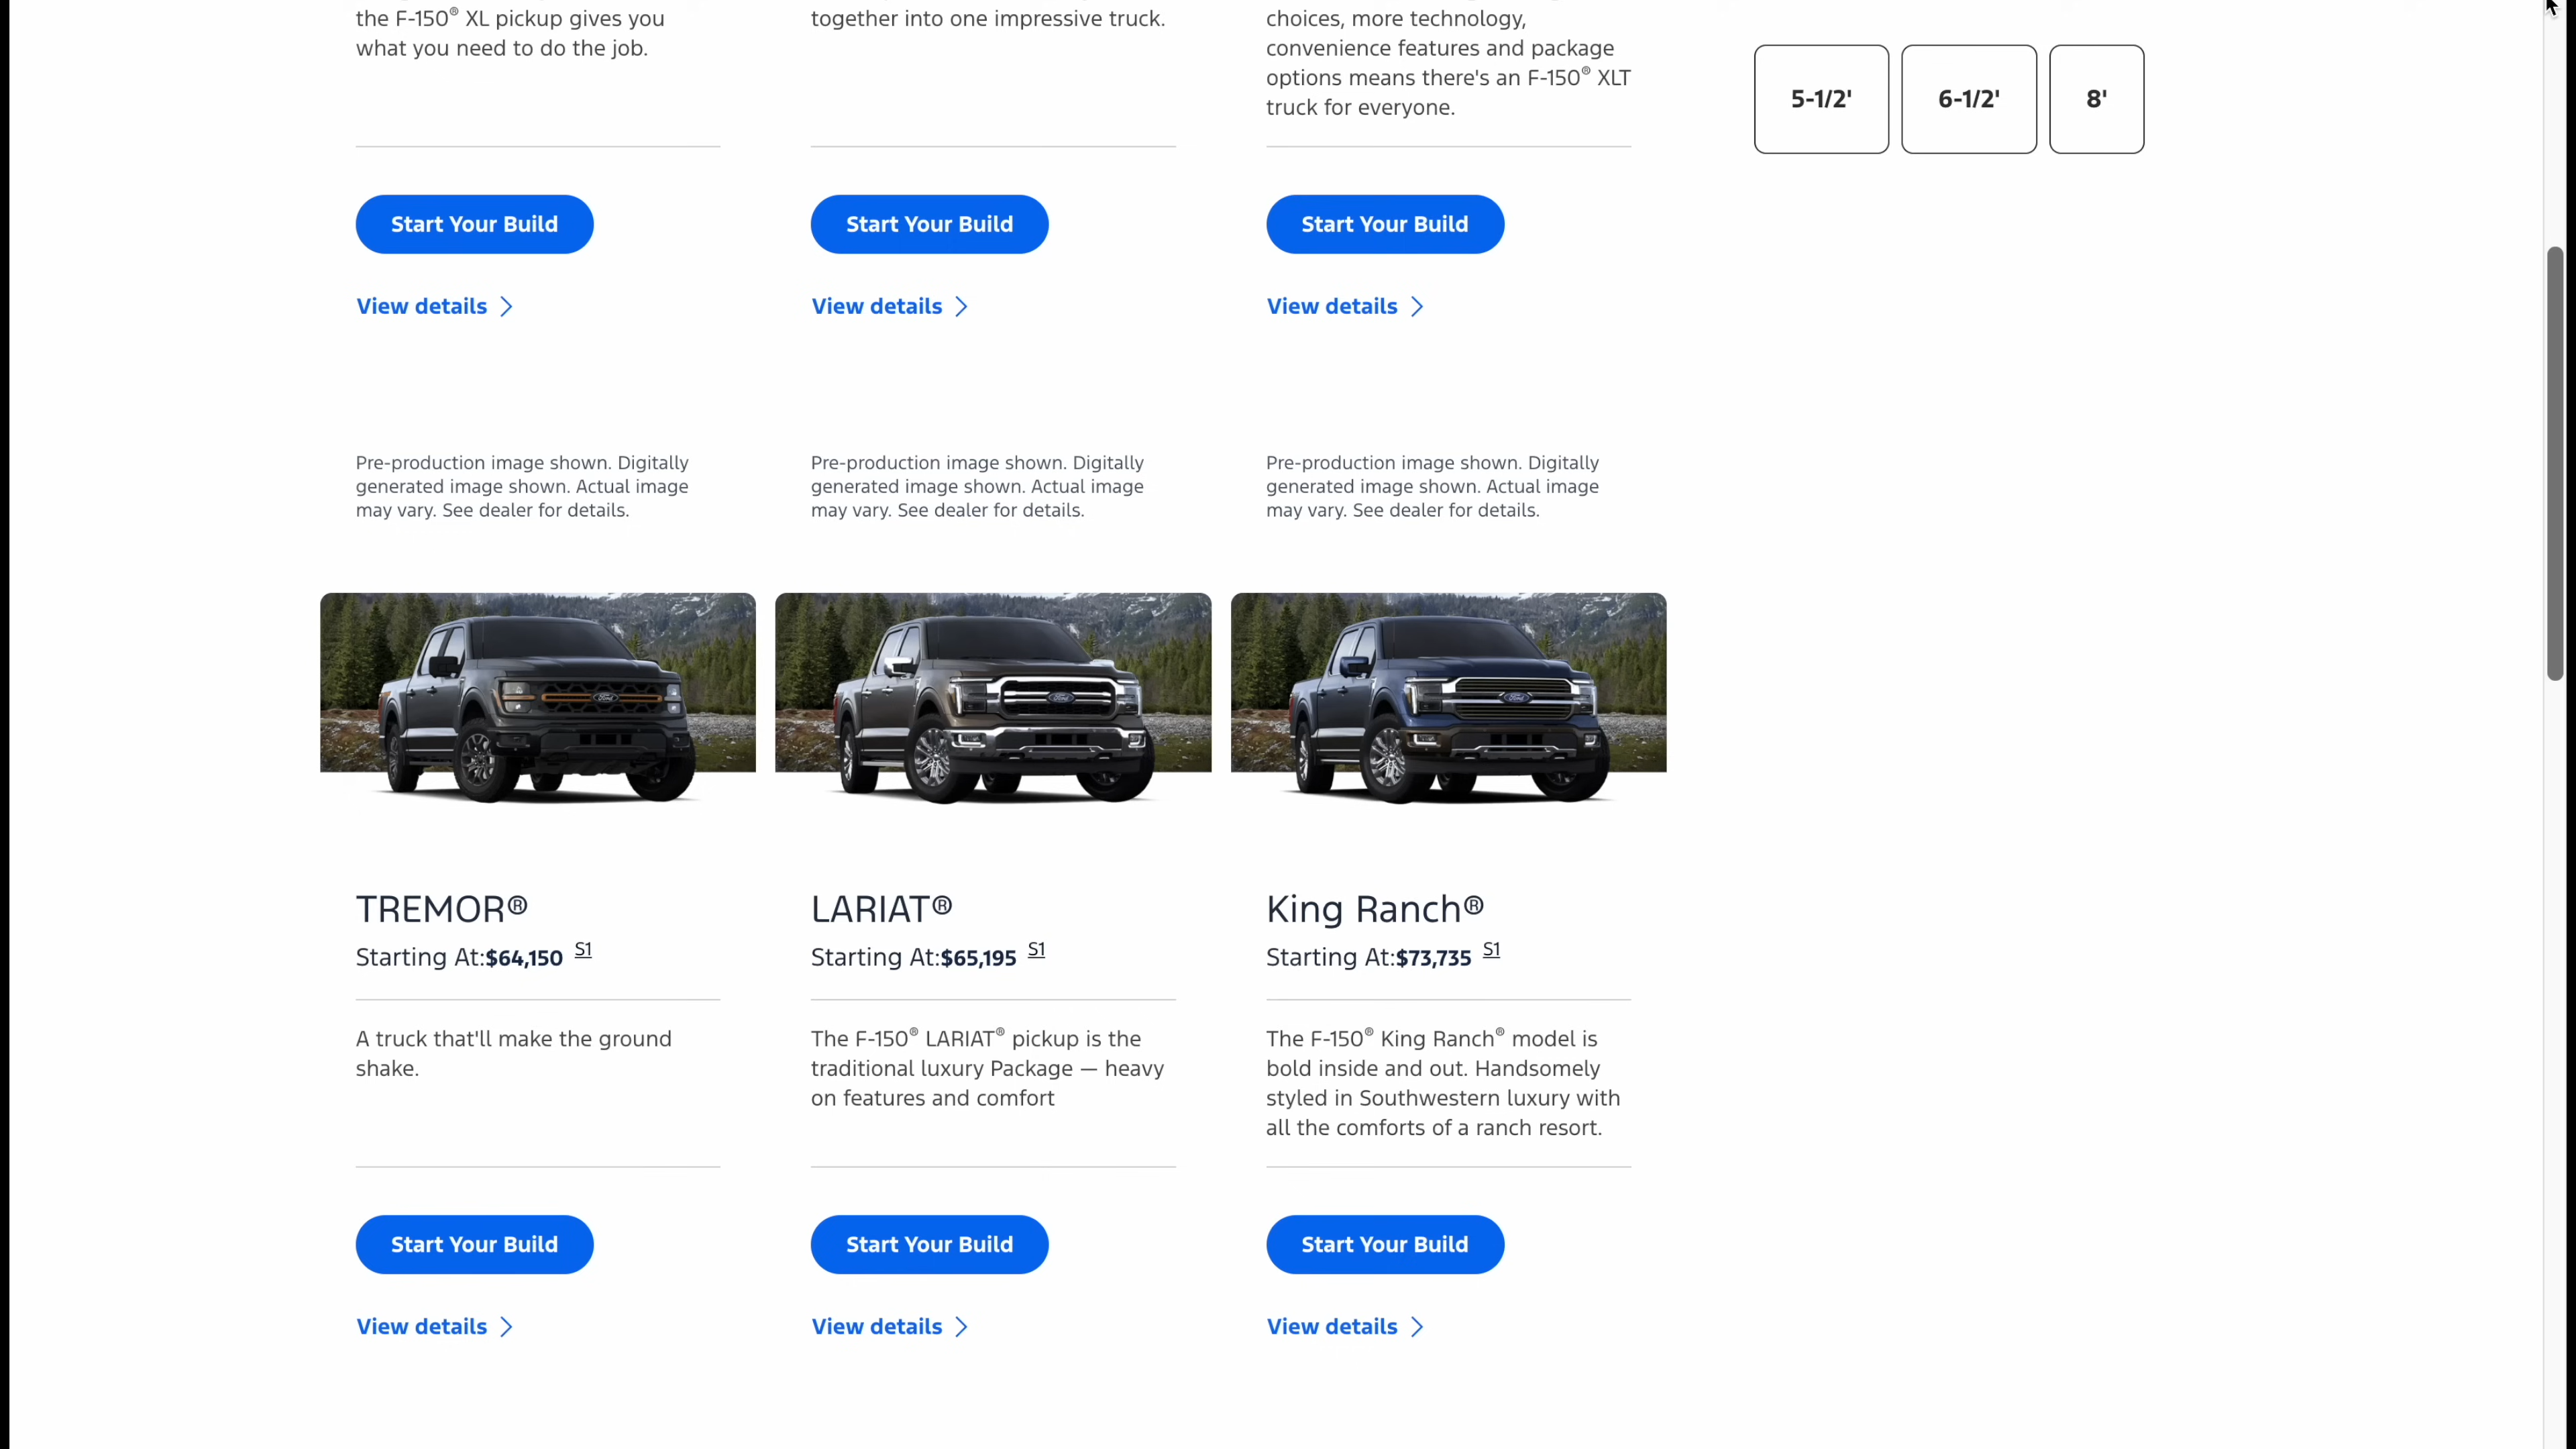 the F-150® XL pickup gives you
what you need to do the job.
together into one impressive truck.
choices, more technology,
convenience features and package
options means there's an F-150® XLT
truck for everyone.
5-1/2'
6-1/2'
8'
Start Your Build
Start Your Build
Start Your Build
View details
View details
View details
Pre-production image shown. Digitally
generated image shown. Actual image
may vary. See dealer for details.
Pre-production image shown. Digitally
generated image shown. Actual image
may vary. See dealer for details.
Pre-production image shown. Digitally
generated image shown. Actual image
may vary. See dealer for details.
Ford
Ford
Ford
TREMOR®
Starting At:$64,150 S1
A truck that'll make the ground
shake.
LARIAT®
Starting At:$65,195 S1
The F-150® LARIAT® pickup is the
traditional luxury Package — heavy
on features and comfort
King Ranch®
Starting At:$73,735 S1
The F-150® King Ranch® model is
bold inside and out. Handsomely
styled in Southwestern luxury with
all the comforts of a ranch resort.
Start Your Build
Start Your Build
Start Your Build
View details
View details
View details